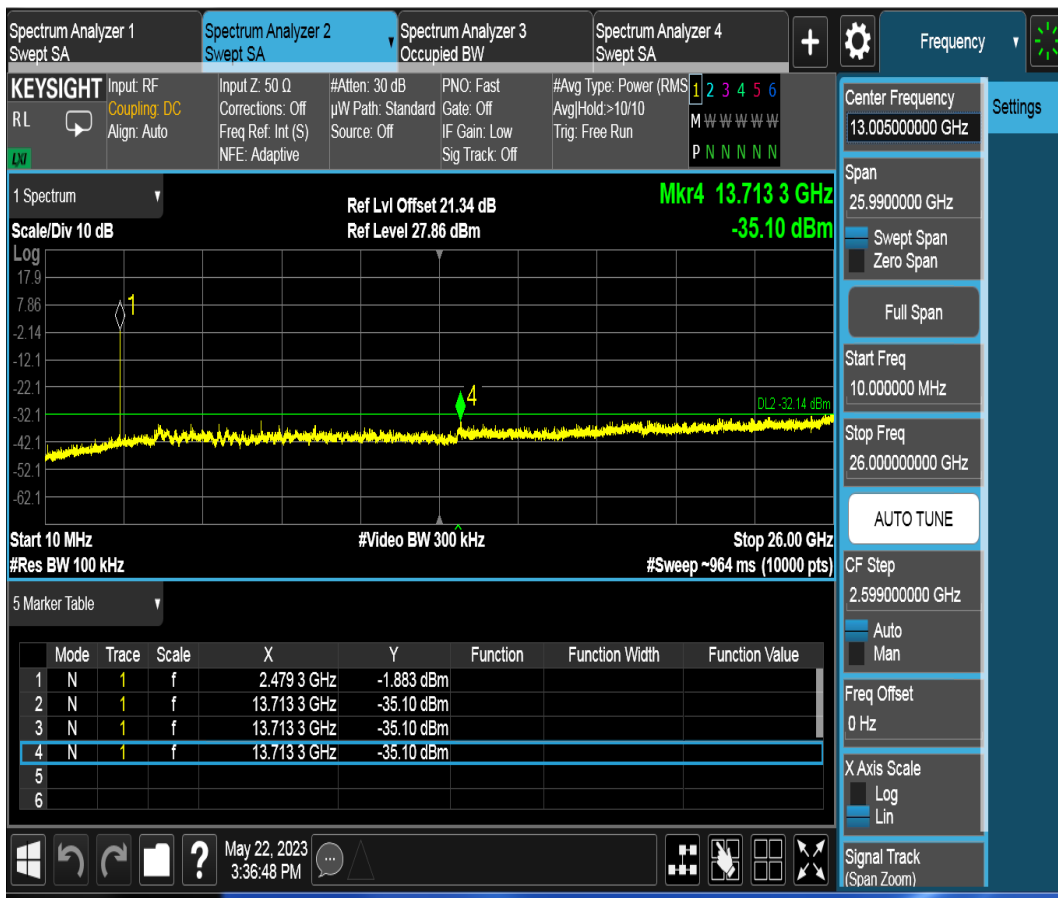 Spectrum Analyzer 1
Swept SA
Spectrum Analyzer 2
Swept SA
Spectrum Analyzer 3
Occupied BW
Spectrum Analyzer 4
Swept SA
+
Frequency
KEYSIGHT
RL
LXI
Input: RF
Coupling: DC
Align: Auto
Input Z: 50 Ω
Corrections: Off
Freq Ref: Int (S)
NFE: Adaptive
#Atten: 30 dB
µW Path: Standard
Source: Off
PNO: Fast
Gate: Off
IF Gain: Low
Sig Track: Off
#Avg Type: Power (RMS
Avg|Hold:>10/10
Trig: Free Run
1 2 3 4 5 6
M W W W W W
P N N N N N
1 Spectrum
Scale/Div 10 dB
Ref Lvl Offset 21.34 dB
Ref Level 27.86 dBm
Mkr4 13.713 3 GHz
-35.10 dBm
Log
17.9
7.86
-2.14
-12.1
-22.1
-32.1
-42.1
-52.1
-62.1
1
4
DL2 -32.14 dBm
Start 10 MHz
#Video BW 300 kHz
Stop 26.00 GHz
#Res BW 100 kHz
#Sweep ~964 ms (10000 pts)
5 Marker Table
Mode Trace Scale X Y Function Function Width Function Value
1 N 1 f 2.479 3 GHz -1.883 dBm
2 N 1 f 13.713 3 GHz -35.10 dBm
3 N 1 f 13.713 3 GHz -35.10 dBm
4 N 1 f 13.713 3 GHz -35.10 dBm
5
6
?
May 22, 2023
3:36:48 PM
Center Frequency
13.005000000 GHz
Settings
Span
25.9900000 GHz
Swept Span
Zero Span
Full Span
Start Freq
10.000000 MHz
Stop Freq
26.000000000 GHz
AUTO TUNE
CF Step
2.599000000 GHz
Auto
Man
Freq Offset
0 Hz
X Axis Scale
Log
Lin
Signal Track
(Span Zoom)